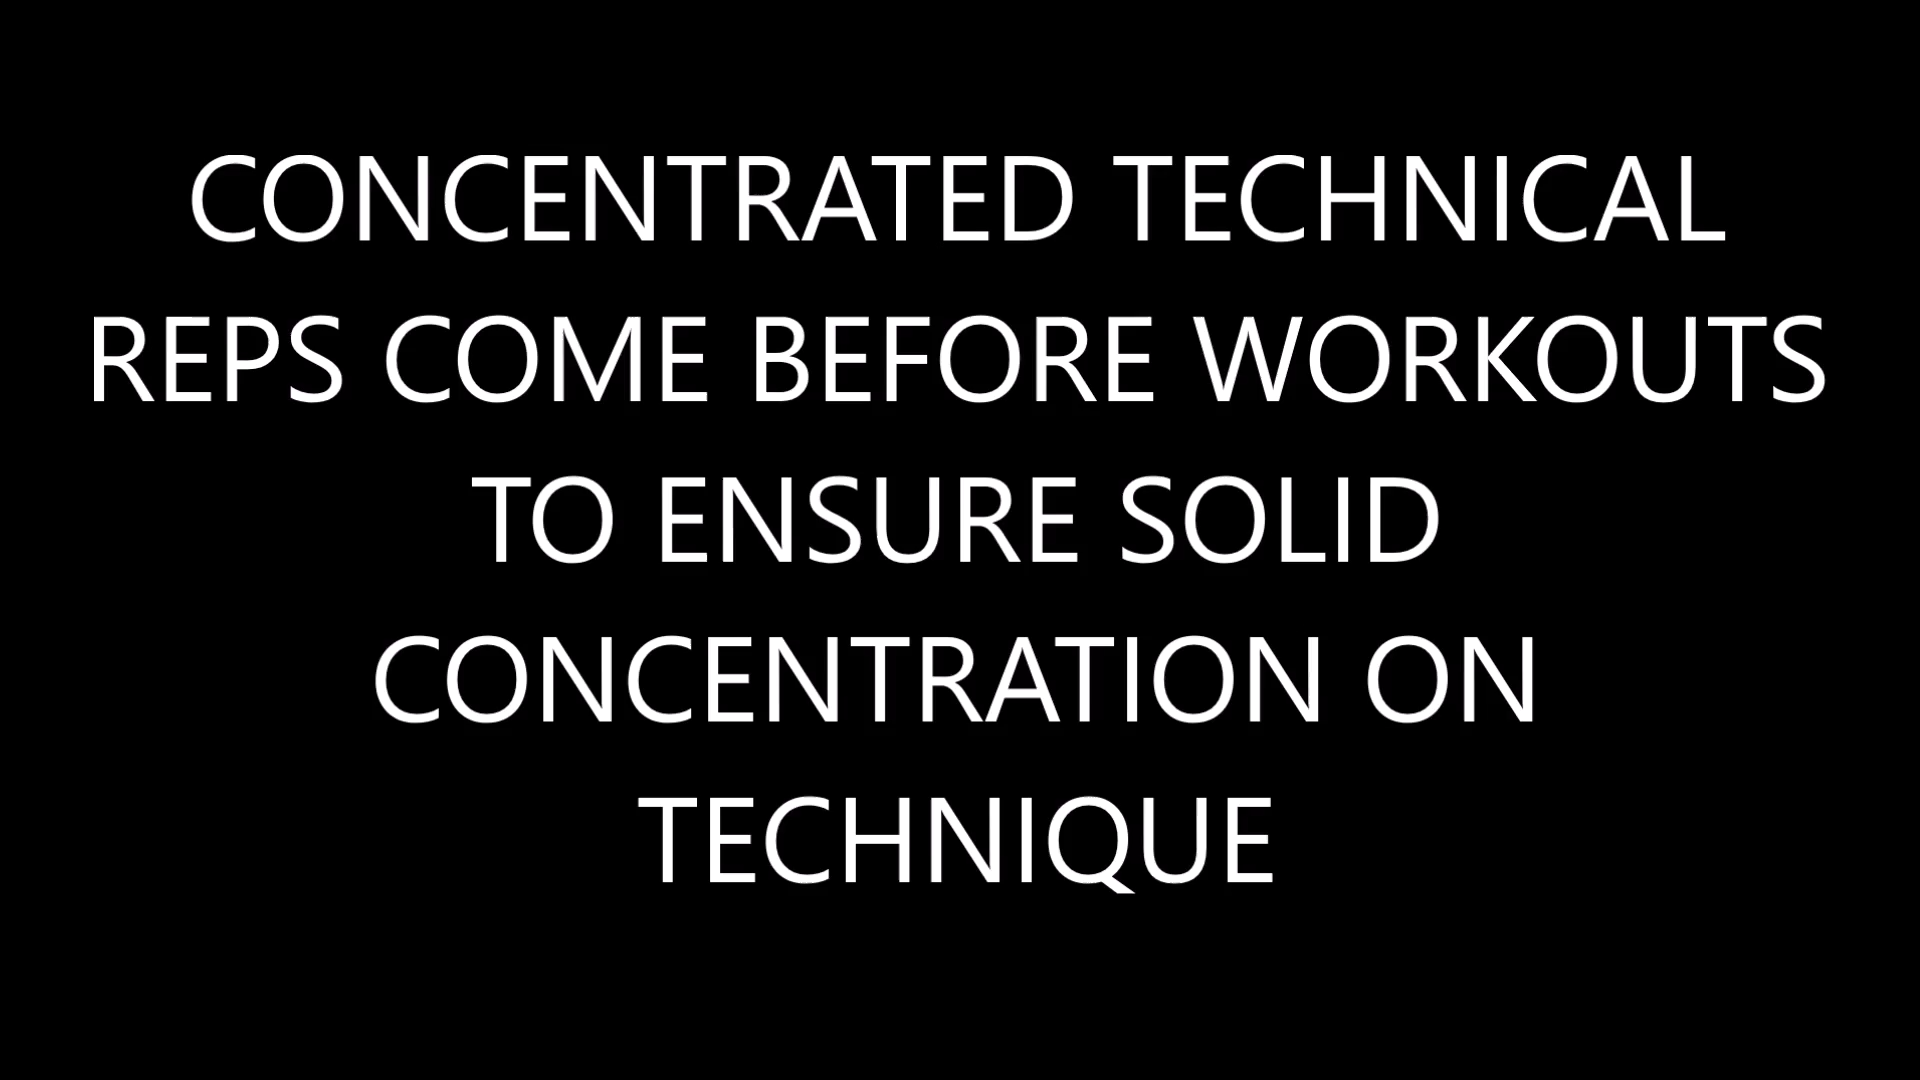 CONCENTRATED TECHNICAL
REPS COME BEFORE WORKOUTS
TO ENSURE SOLID
CONCENTRATION ON
TECHNIQUE